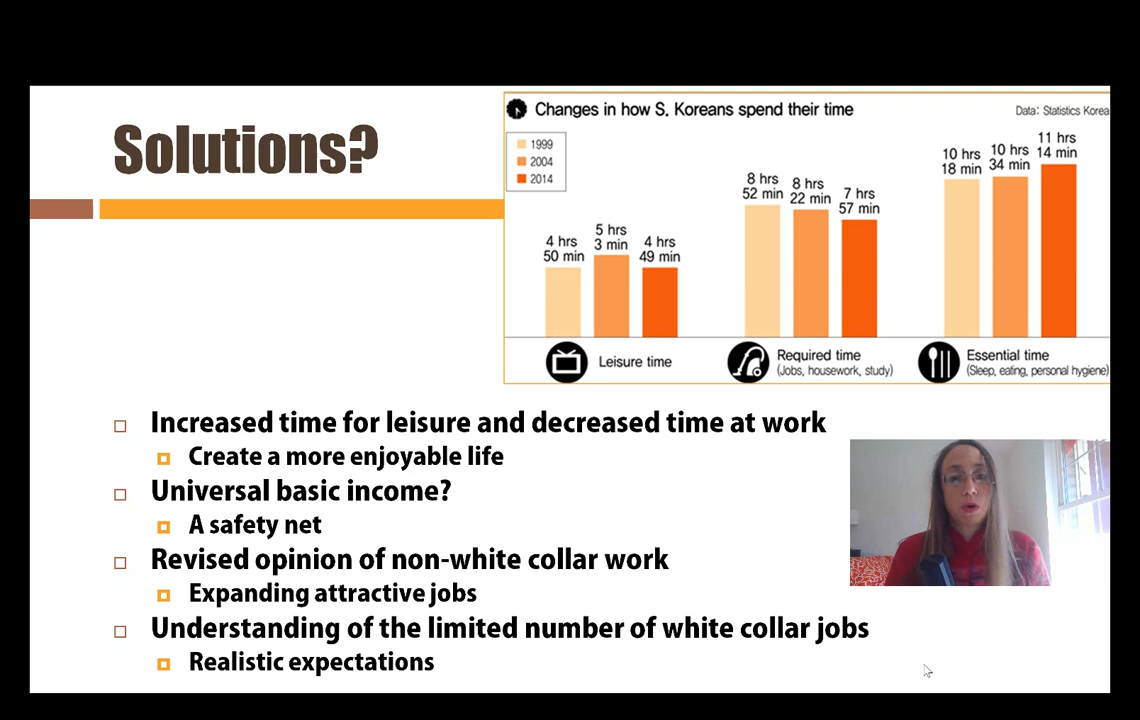 Solutions?
Changes in how S. Koreans spend their time
Data: Statistics Korea
1999
2004
2014
4 hrs
50 min
5 hrs
3 min
4 hrs
49 min
8 hrs
52 min
8 hrs
22 min
7 hrs
57 min
10 hrs
18 min
10 hrs
34 min
11 hrs
14 min
Leisure time
Required time
(Jobs, housework, study)
Essential time
(Sleep, eating, personal hygiene)
Increased time for leisure and decreased time at work
Create a more enjoyable life
Universal basic income?
A safety net
Revised opinion of non-white collar work
Expanding attractive jobs
Understanding of the limited number of white collar jobs
Realistic expectations